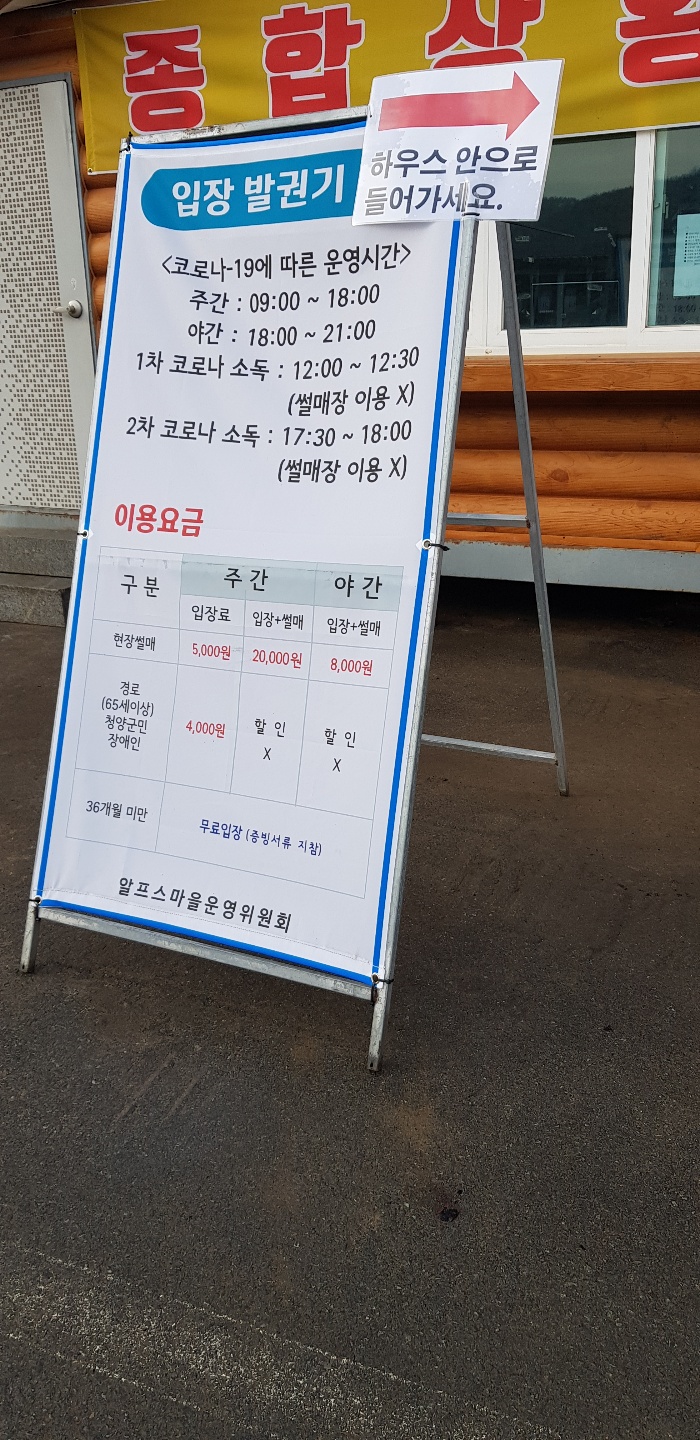 종합상황
하우스 안으로
들어가세요.
입장 발권기
<코로나-19에 따른 운영시간>
주간 : 09:00 ~ 18:00
야간 : 18:00 ~ 21:00
1차 코로나 소독 : 12:00 ~ 12:30
(썰매장 이용 X)
2차 코로나 소독 : 17:30 ~ 18:00
(썰매장 이용 X)
이용요금
구 분 주 간 야 간
입장료 입장+썰매 입장+썰매
현장썰매 5,000원 20,000원 8,000원
경로
(65세이상)
청양군민
장애인
4,000원 할 인 할 인
X X
36개월 미만 무료입장 (증빙서류 지참)
알프스마을운영위원회